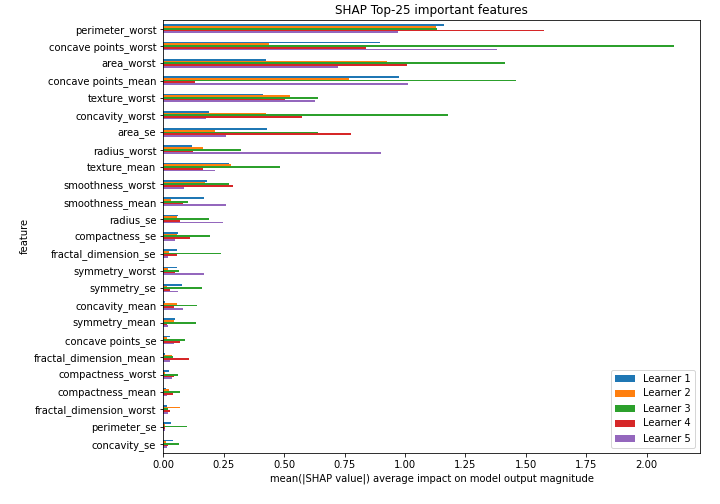 SHAP Top-25 important features
feature
perimeter_worst
concave points_worst
area_worst
concave points_mean
texture_worst
concavity_worst
area_se
radius_worst
texture_mean
smoothness_worst
smoothness_mean
radius_se
compactness_se
fractal_dimension_se
symmetry_worst
symmetry_se
concavity_mean
symmetry_mean
concave points_se
fractal_dimension_mean
compactness_worst
compactness_mean
fractal_dimension_worst
perimeter_se
concavity_se
Learner 1
Learner 2
Learner 3
Learner 4
Learner 5
0.00 0.25 0.50 0.75 1.00 1.25 1.50 1.75 2.00
mean(|SHAP value|) average impact on model output magnitude